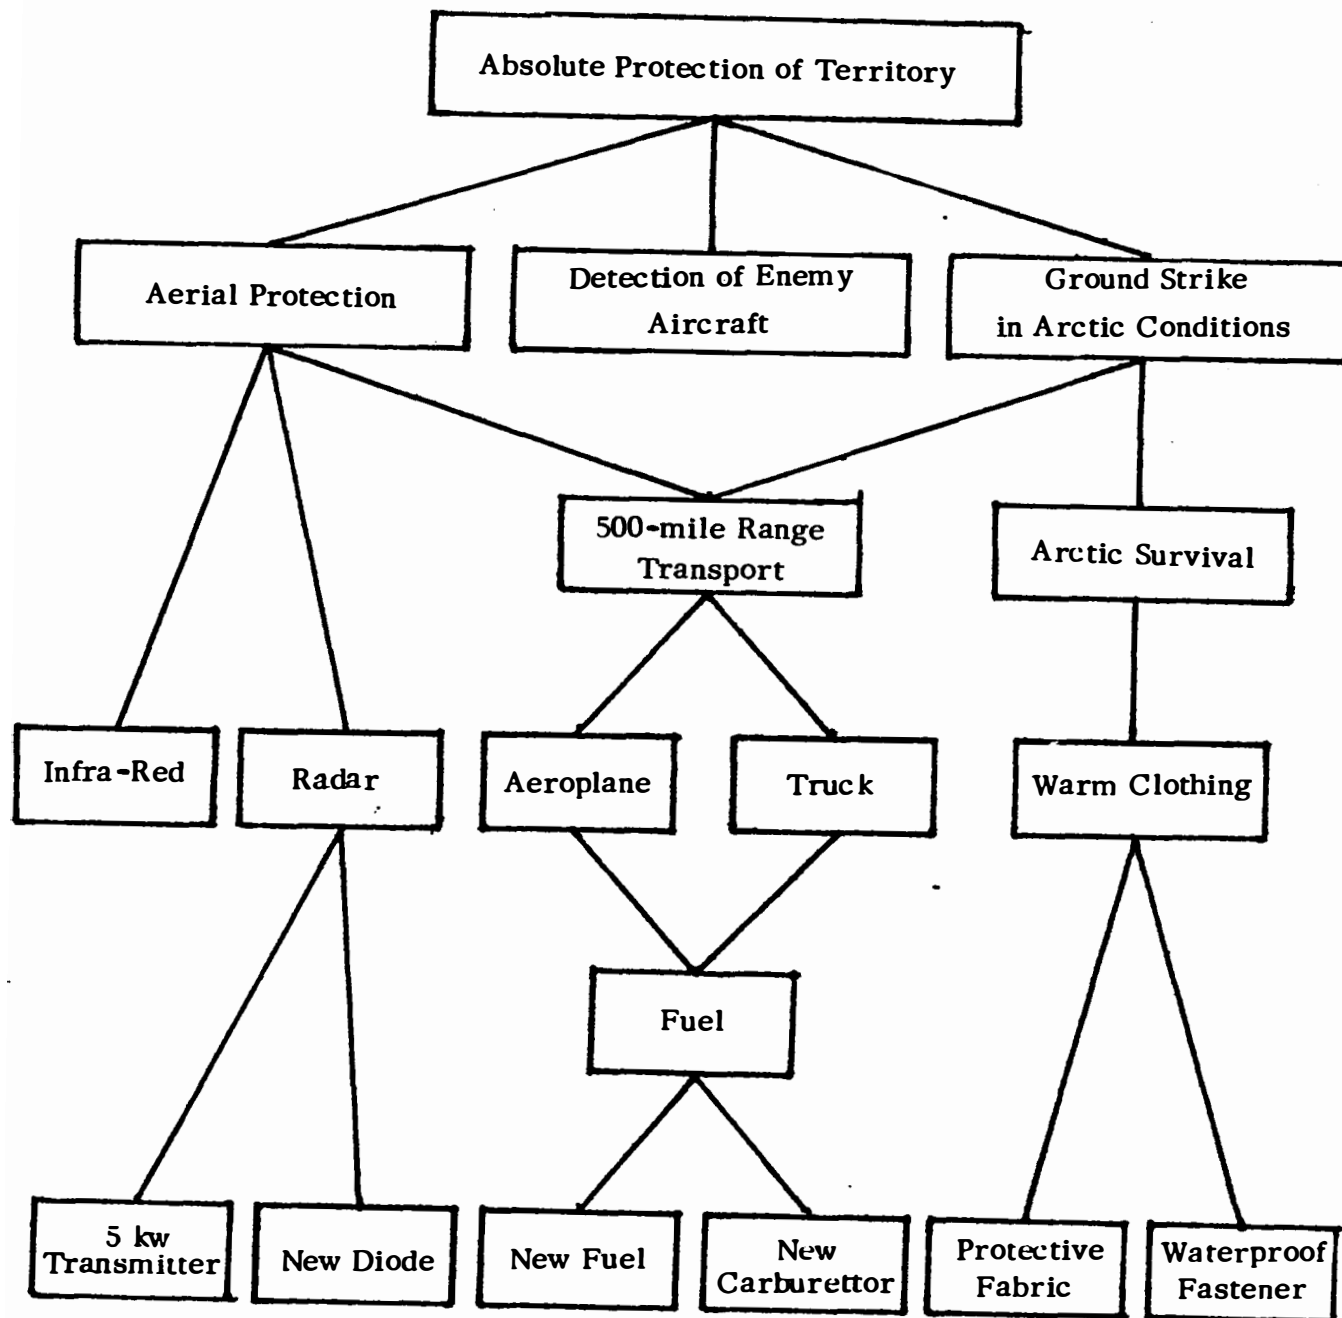 Absolute Protection of Territory
Aerial Protection
Detection of Enemy
Aircraft
Ground Strike
in Arctic Conditions
500-mile Range
Transport
Arctic Survival
Infra-Red
Radar
Aeroplane
Truck
Warm Clothing
Fuel
5 kw
Transmitter
New Diode
New Fuel
New
Carburettor
Protective
Fabric
Waterproof
Fastener